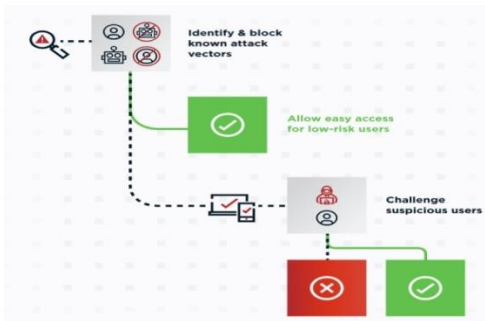 Identify & block
known attack
vectors
Allow easy access
for low-risk users
Challenge
suspicious users